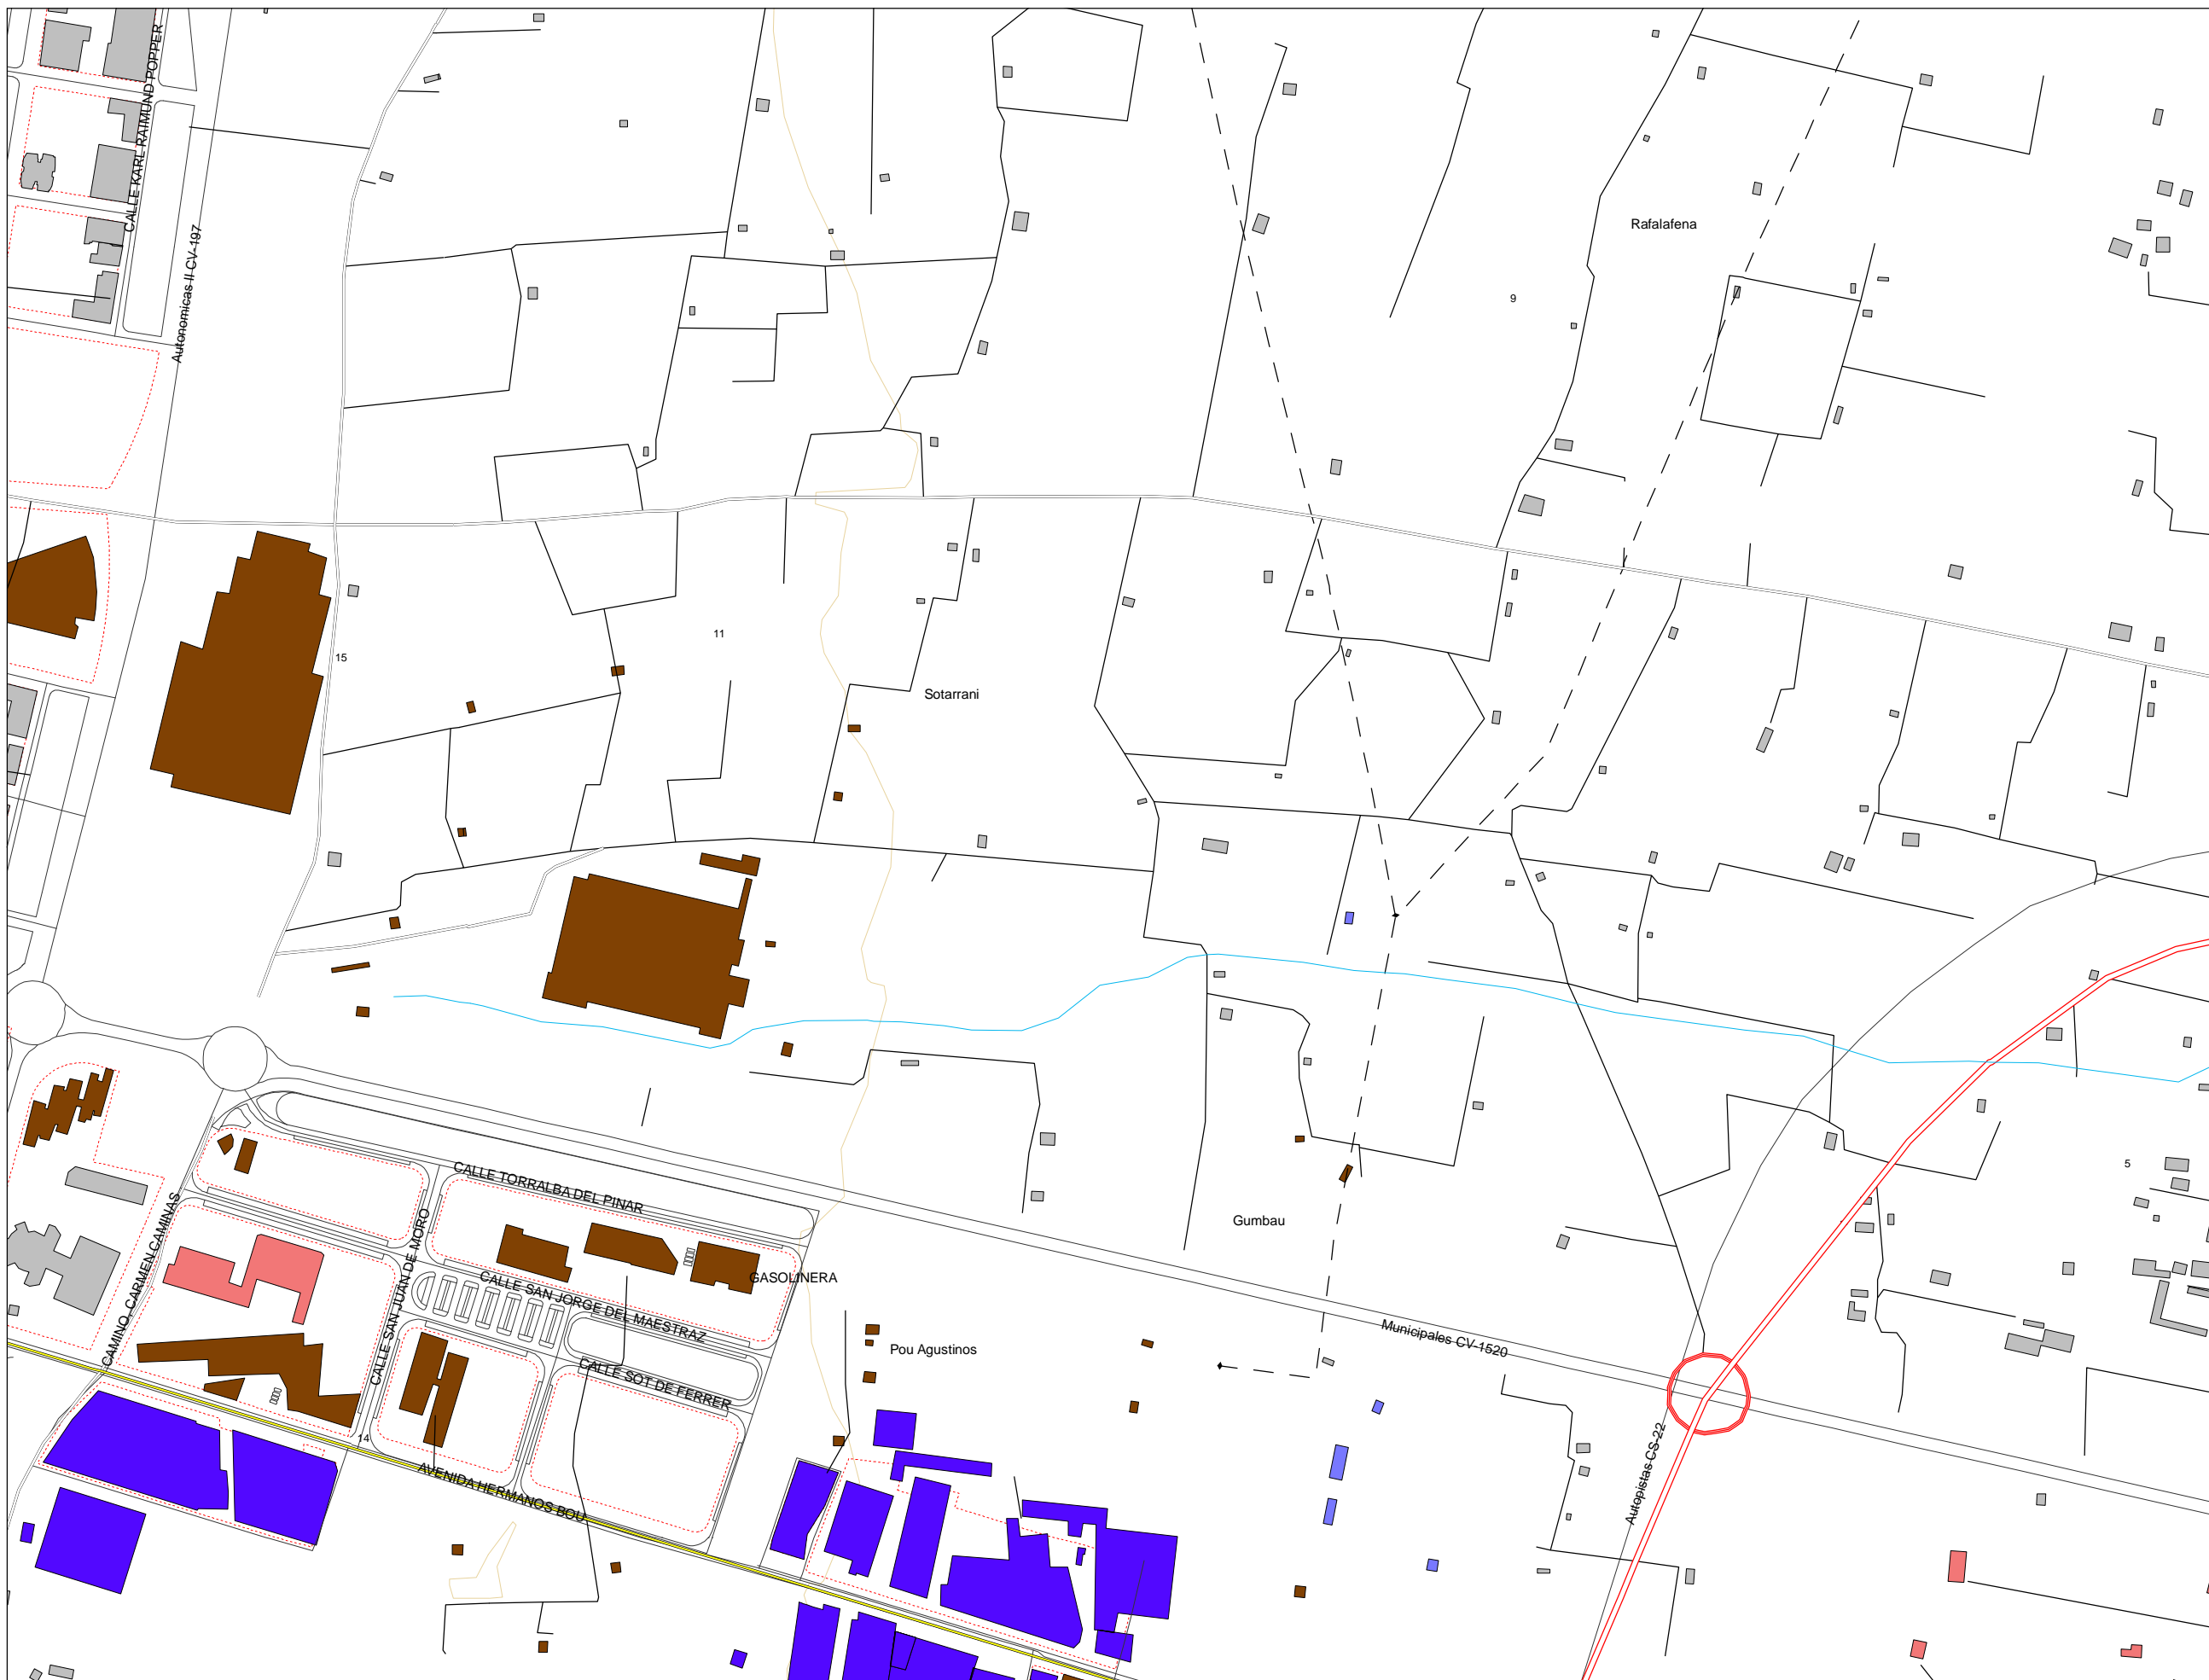 CALLE KARL RAIMUND POPPER
Autonomicas II CV-197
Rafalafena
9
11
15
Sotarrani
CALLE TORRALBA DEL PINAR
CAMINO CARMEN CAMINAS
CALLE SAN JUAN DE MORO
5
Gumbau
GASOLINERA
CALLE SAN JORGE DEL MAESTRAZ
Pou Agustinos
Municipales CV-1520
CALLE SOT DE FERRER
14
AVENIDA HERMANOS BOU
Autopistas CS-22